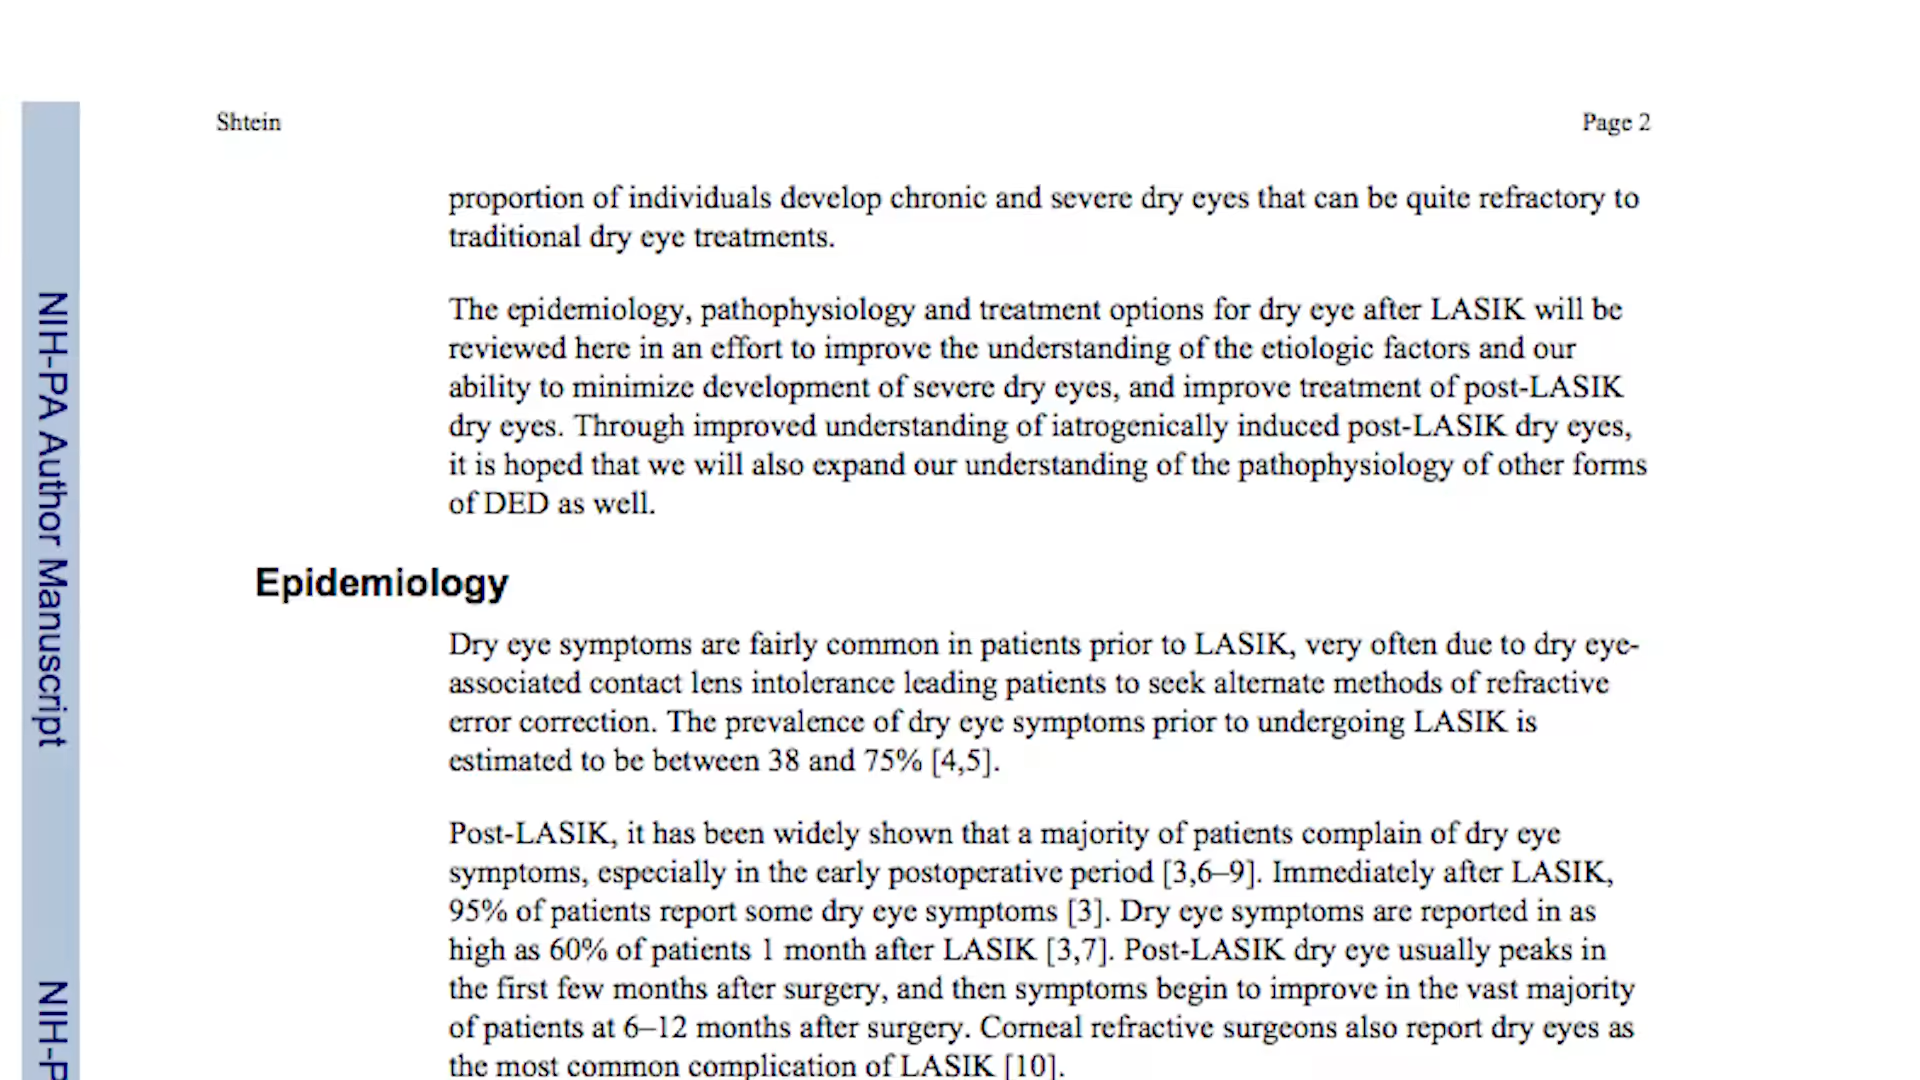 Shtein
Page 2
proportion of individuals develop chronic and severe dry eyes that can be quite refractory to
traditional dry eye treatments.
The epidemiology, pathophysiology and treatment options for dry eye after LASIK will be
reviewed here in an effort to improve the understanding of the etiologic factors and our
ability to minimize development of severe dry eyes, and improve treatment of post-LASIK
dry eyes. Through improved understanding of iatrogenically induced post-LASIK dry eyes,
it is hoped that we will also expand our understanding of the pathophysiology of other forms
of DED as well.
Epidemiology
Dry eye symptoms are fairly common in patients prior to LASIK, very often due to dry eye-
associated contact lens intolerance leading patients to seek alternate methods of refractive
error correction. The prevalence of dry eye symptoms prior to undergoing LASIK is
estimated to be between 38 and 75% [4,5].
Post-LASIK, it has been widely shown that a majority of patients complain of dry eye
symptoms, especially in the early postoperative period [3,6–9]. Immediately after LASIK,
95% of patients report some dry eye symptoms [3]. Dry eye symptoms are reported in as
high as 60% of patients 1 month after LASIK [3,7]. Post-LASIK dry eye usually peaks in
the first few months after surgery, and then symptoms begin to improve in the vast majority
of patients at 6–12 months after surgery. Corneal refractive surgeons also report dry eyes as
the most common complication of LASIK [10].
NIH-PA Author Manuscript
NIH-P